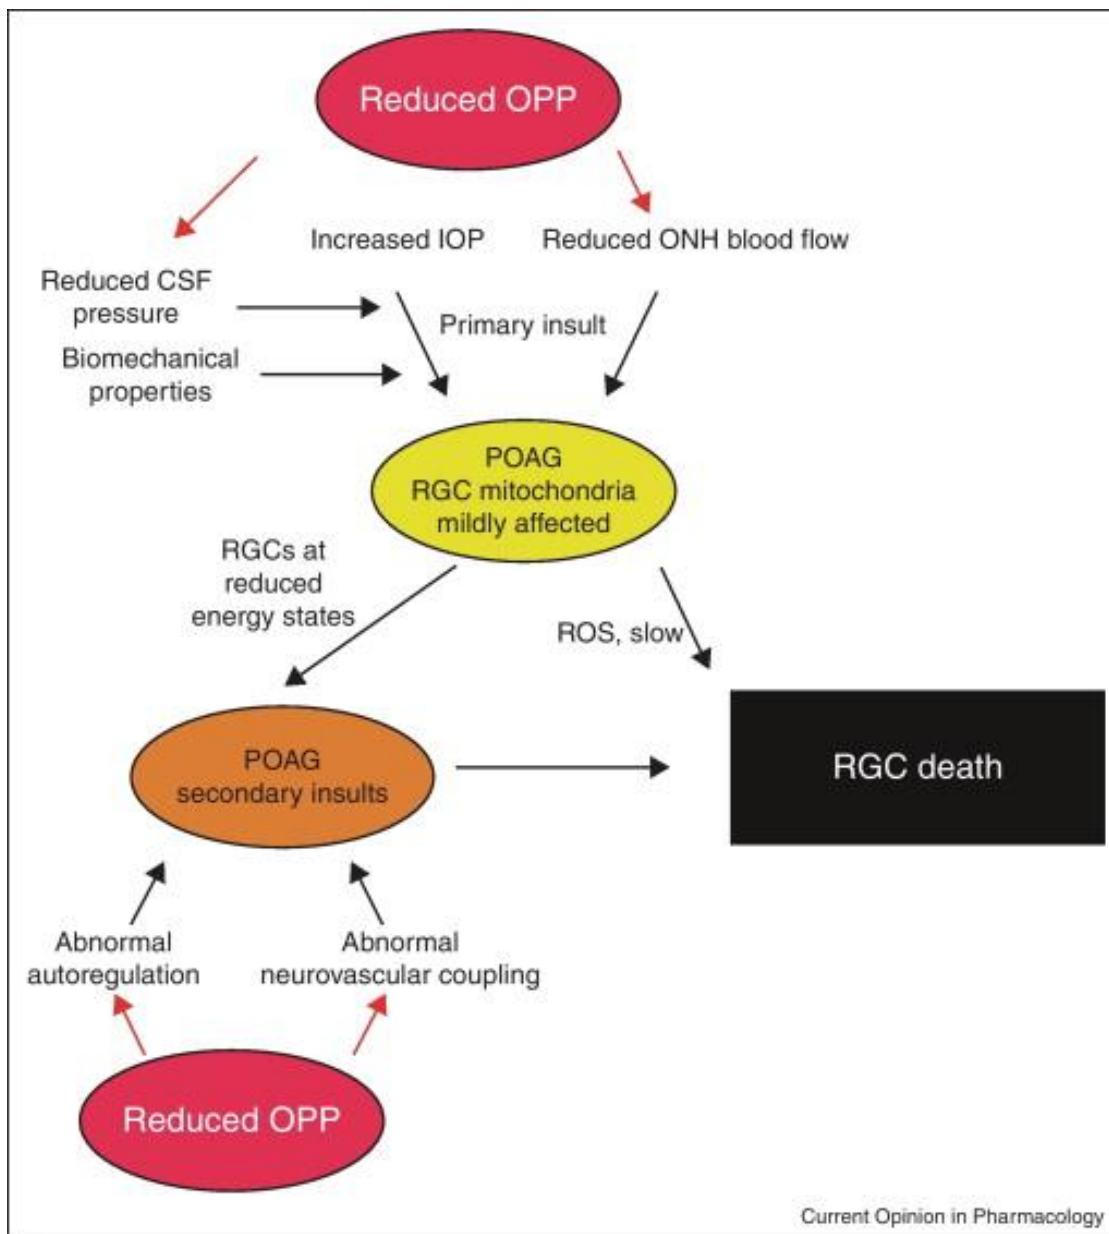 Reduced OPP
Increased IOP
Reduced ONH blood flow
Reduced CSF
pressure
Primary insult
Biomechanical
properties
POAG
RGC mitochondria
mildly affected
RGCs at
reduced
energy states
ROS, slow
POAG
secondary insults
RGC death
Abnormal
autoregulation
Abnormal
neurovascular coupling
Reduced OPP
Current Opinion in Pharmacology